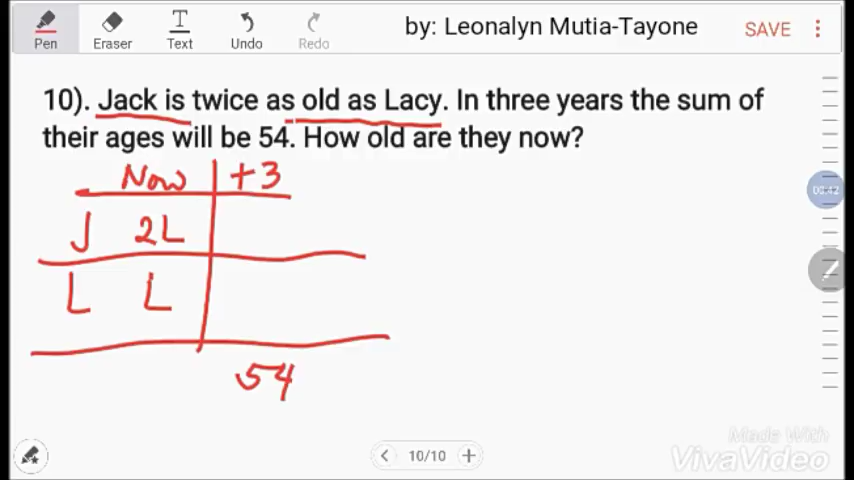 Pen Eraser Text Undo Redo by: Leonalyn Mutia-Tayone SAVE
10). Jack is twice as old as Lacy. In three years the sum of
their ages will be 54. How old are they now?
Now +3
J 2L
L L
54
00:42
10/10
Made With
VivaVideo